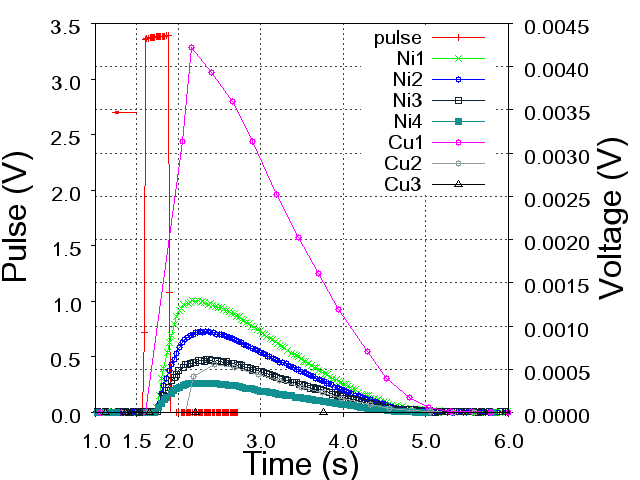 3.5
3.0
2.5
2.0
1.5
1.0
0.5
0.0
Pulse (V)
pulse
Ni1
Ni2
Ni3
Ni4
Cu1
Cu2
Cu3
0.0045
0.0040
0.0035
0.0030
0.0025
0.0020
0.0015
0.0010
0.0005
0.0000
Voltage (V)
1.0 1.5 2.0 3.0 4.0 5.0 6.0
Time (s)